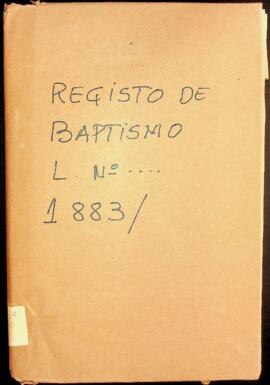 REGISTO DE
BAPTISMO
L Nº ....
1883/